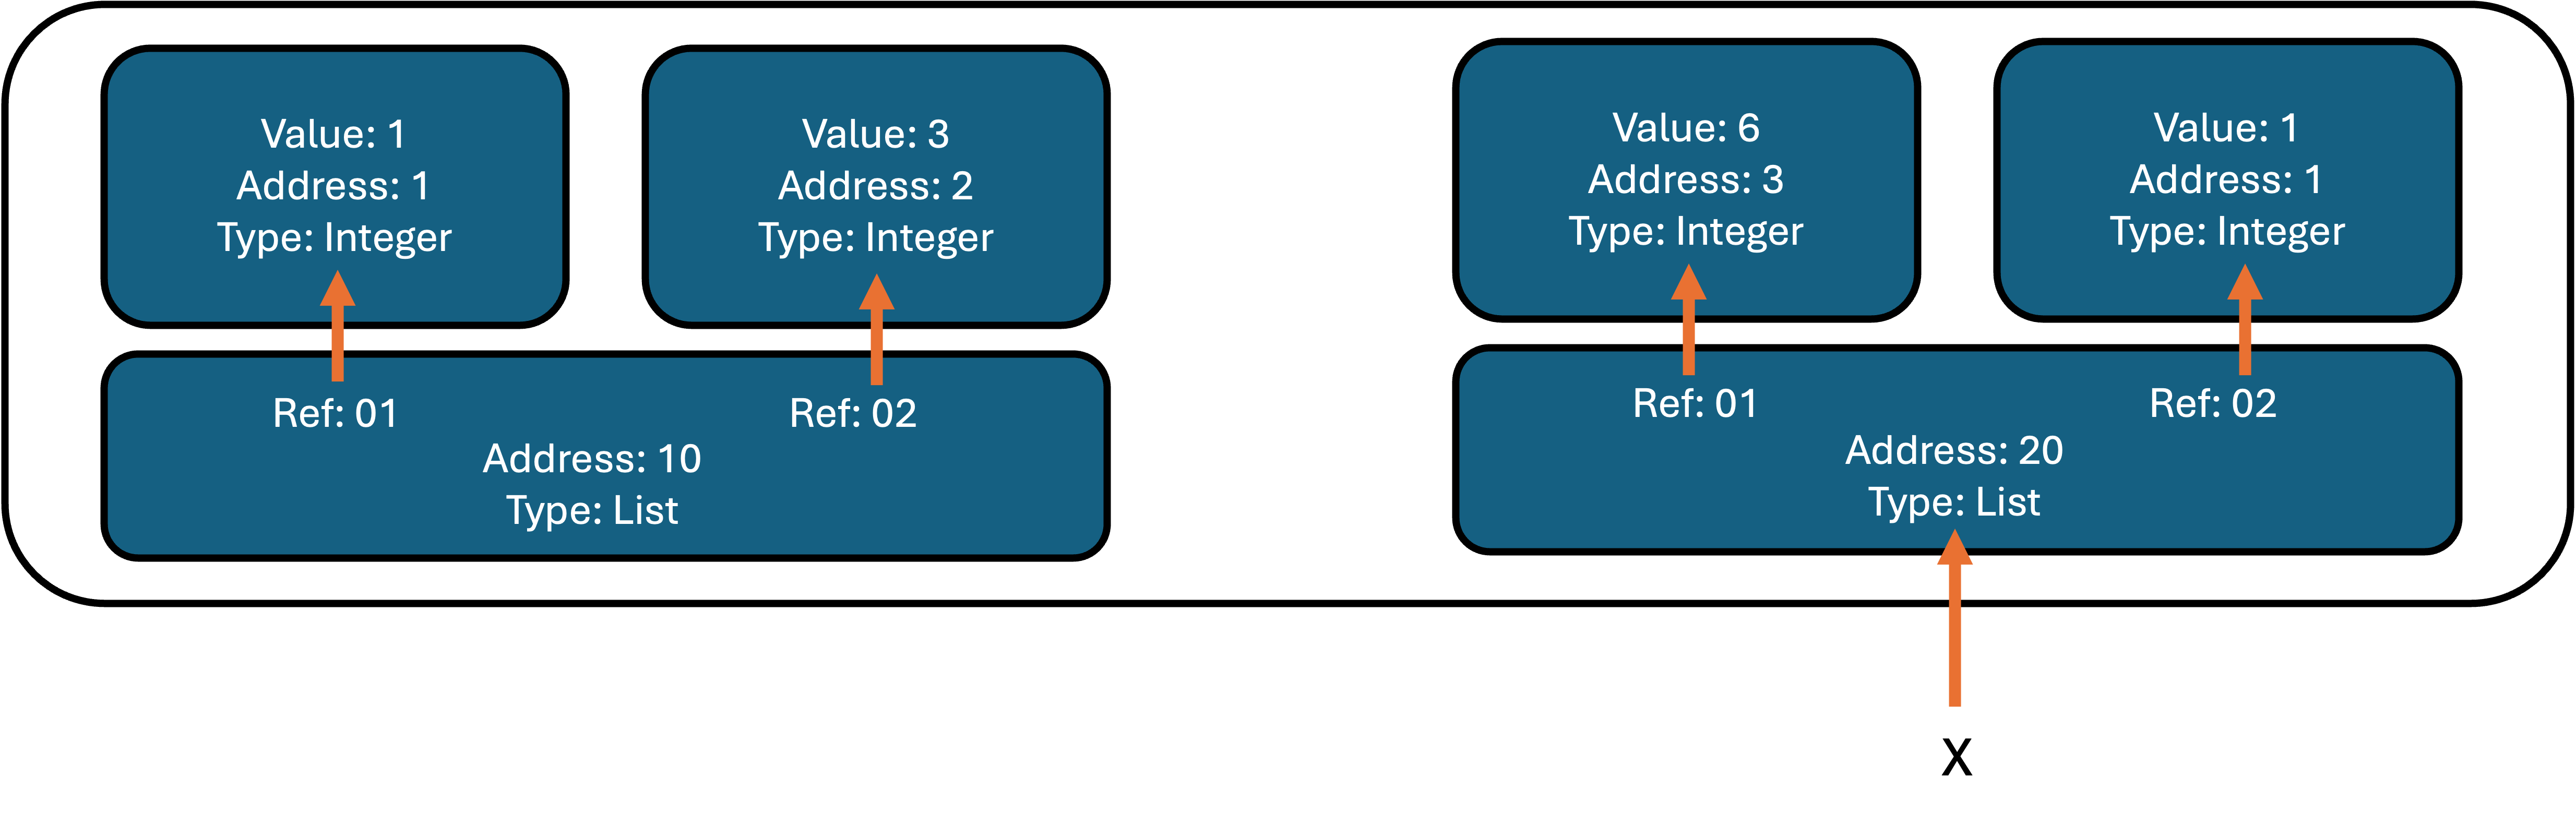 Value: 1
Address: 1
Type: Integer
Value: 3
Address: 2
Type: Integer
Value: 6
Address: 3
Type: Integer
Value: 1
Address: 1
Type: Integer
Ref: 01
Ref: 02
Address: 10
Type: List
Ref: 01
Ref: 02
Address: 20
Type: List
X